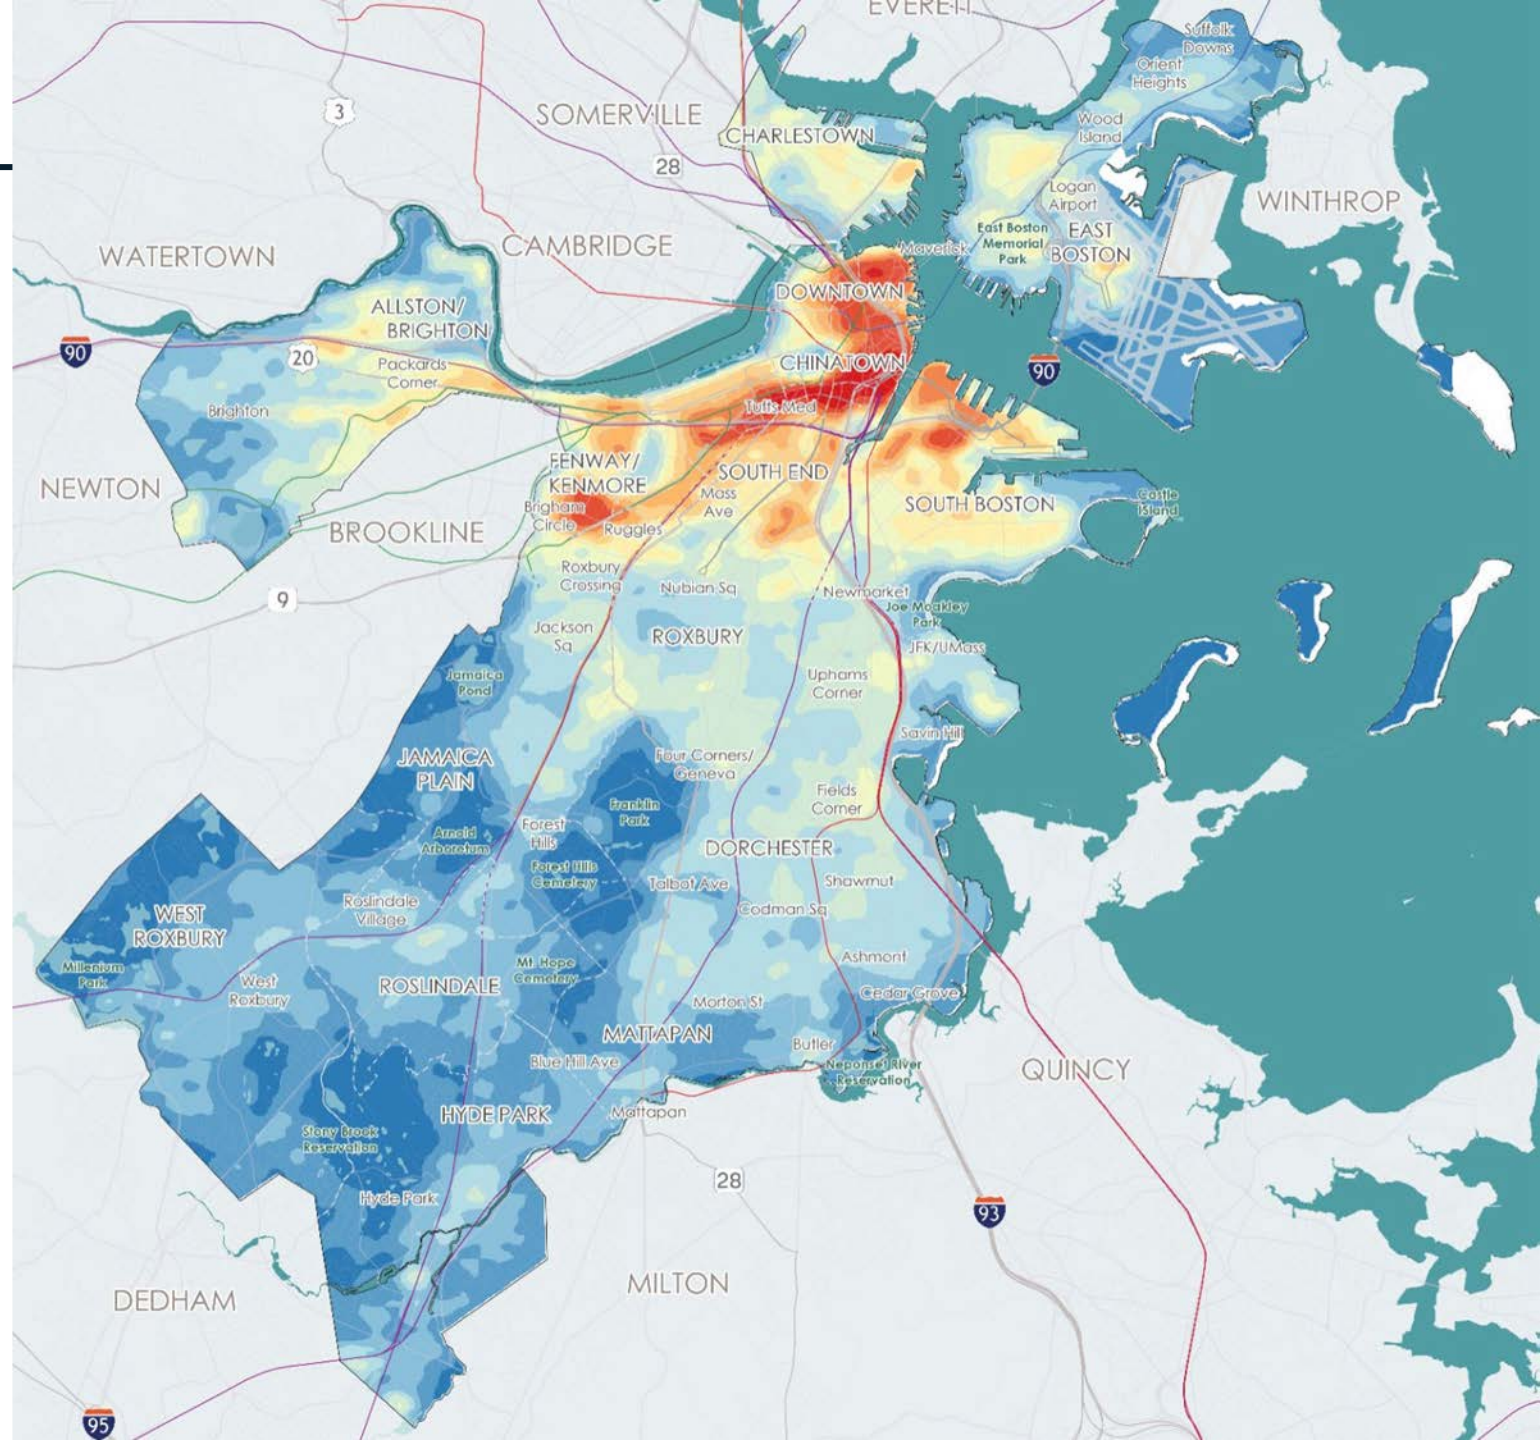 EVERETT
Suffolk
Downs
Orient
Heights
3
SOMERVILLE
CHARLESTOWN
Wood
Island
28
Logan
Airport
WINTHROP
WATERTOWN
CAMBRIDGE
Maverick
East Boston
Memorial
Park
EAST
BOSTON
DOWNTOWN
ALLSTON/
BRIGHTON
90
20
Packards
Corner
CHINATOWN
90
Brighton
Tufts Med
NEWTON
FENWAY/
KENMORE
SOUTH END
Mass
Ave
SOUTH BOSTON
Castle
Island
Brigham
Circle
Ruggles
BROOKLINE
Roxbury
Crossing
Nubian Sq
Newmarket
9
Joe Moakley
Park
Jackson
Sq
ROXBURY
JFK/UMass
Jamaica
Pond
Uphams
Corner
Savin Hill
JAMAICA
PLAIN
Four Corners/
Geneva
Fields
Corner
Franklin
Park
Arnold
Arboretum
Forest
Hills
DORCHESTER
Forest Hills
Cemetery
Talbot Ave
Shawmut
Roslindale
Village
Codman Sq
WEST
ROXBURY
Millenium
Park
West
Roxbury
ROSLINDALE
Mt. Hope
Cemetery
Ashmont
Cedar Grove
Morton St
MATTAPAN
Butler
Blue Hill Ave
Neponset River
Reservation
QUINCY
HYDE PARK
Mattapan
Stony Brook
Reservation
28
Hyde Park
93
DEDHAM
MILTON
95